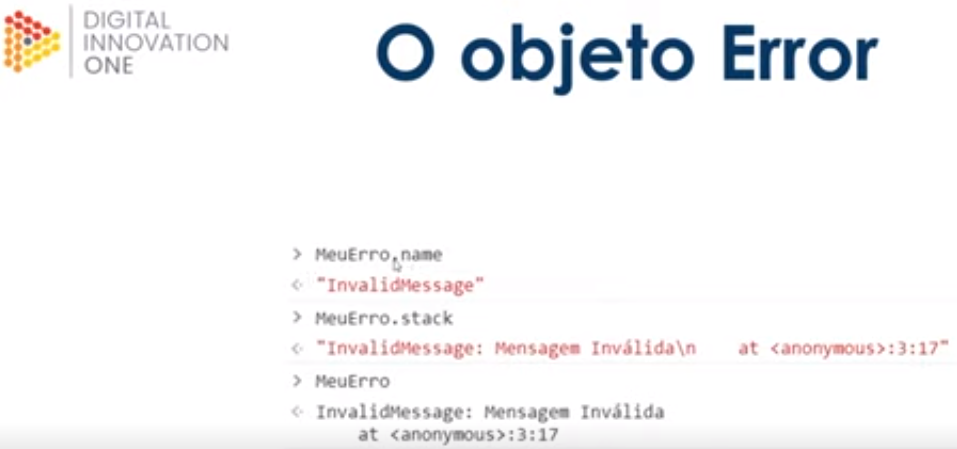 DIGITAL
INNOVATION
ONE
O objeto Error
> MeuErro.name
<· "InvalidMessage"
> MeuErro.stack
<· "InvalidMessage: Mensagem Inválida\n    at <anonymous>:3:17"
> MeuErro
<· InvalidMessage: Mensagem Inválida
    at <anonymous>:3:17